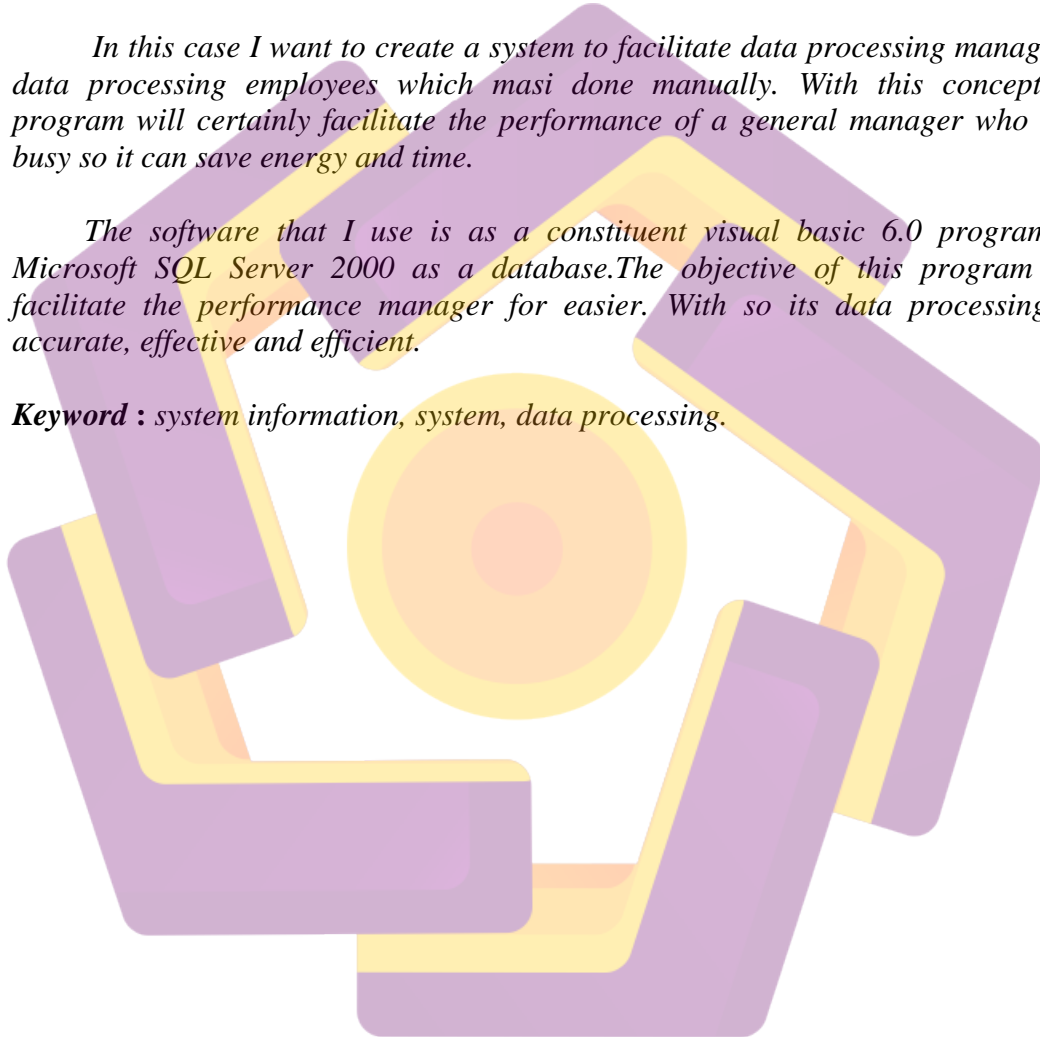 In this case I want to create a system to facilitate data processing manag
data processing employees which masi done manually. With this concept
program will certainly facilitate the performance of a general manager who
busy so it can save energy and time.
The software that I use is as a constituent visual basic 6.0 program
Microsoft SQL Server 2000 as a database.The objective of this program
facilitate the performance manager for easier. With so its data processing
accurate, effective and efficient.
Keyword : system information, system, data processing.